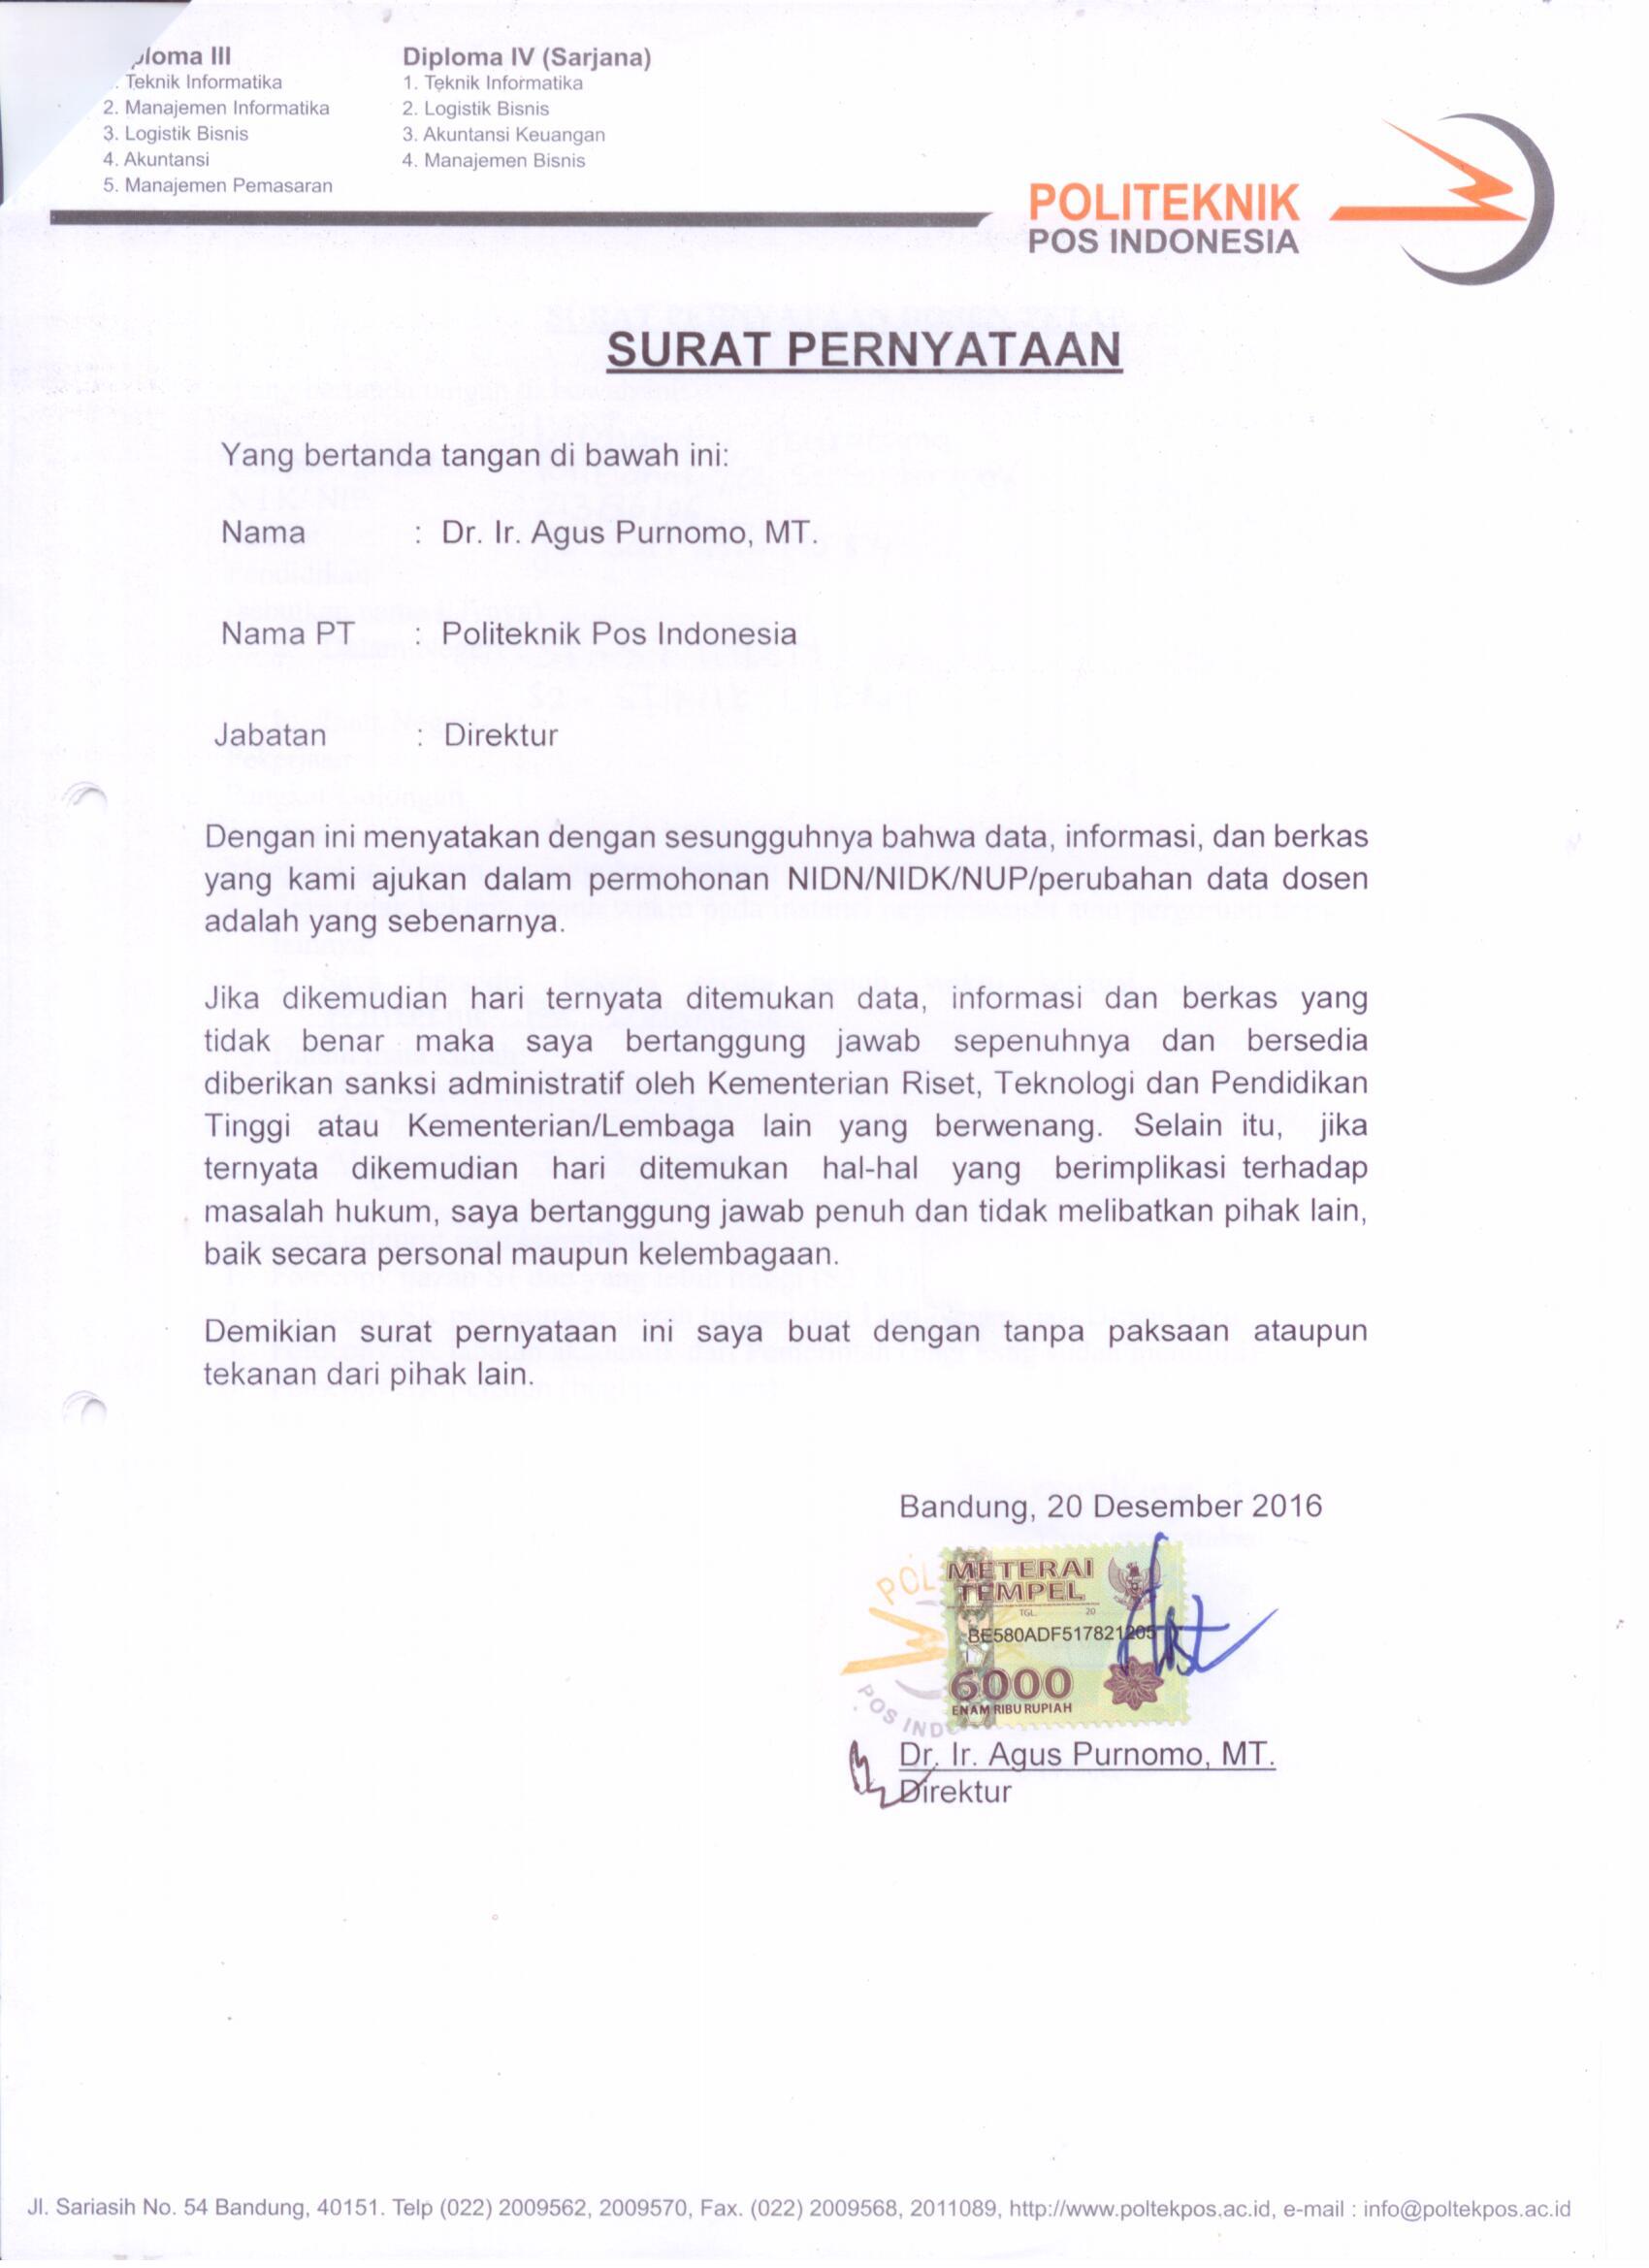 Diploma III
Teknik Informatika
2. Manajemen Informatika
3. Logistik Bisnis
4. Akuntansi
5. Manajemen Pemasaran
Diploma IV (Sarjana)
1. Teknik Informatika
2. Logistik Bisnis
3. Akuntansi Keuangan
4. Manajemen Bisnis
POLITEKNIK
POS INDONESIA
SURAT PERNYATAAN
Yang bertanda tangan di bawah ini:
Nama : Dr. Ir. Agus Purnomo, MT.
Nama PT : Politeknik Pos Indonesia
Jabatan : Direktur
Dengan ini menyatakan dengan sesungguhnya bahwa data, informasi, dan berkas
yang kami ajukan dalam permohonan NIDN/NIDK/NUP/perubahan data dosen
adalah yang sebenarnya.
Jika dikemudian hari ternyata ditemukan data, informasi dan berkas yang
tidak benar maka saya bertanggung jawab sepenuhnya dan bersedia
diberikan sanksi administratif oleh Kementerian Riset, Teknologi dan Pendidikan
Tinggi atau Kementerian/Lembaga lain yang berwenang. Selain itu, jika
ternyata dikemudian hari ditemukan hal-hal yang berimplikasi terhadap
masalah hukum, saya bertanggung jawab penuh dan tidak melibatkan pihak lain,
baik secara personal maupun kelembagaan.
Demikian surat pernyataan ini saya buat dengan tanpa paksaan ataupun
tekanan dari pihak lain.
Bandung, 20 Desember 2016
METERAI
TEMPEL
TGL. 20
BE580ADF517821205
6000
ENAM RIBU RUPIAH
POL
POS INDO
Dr. Ir. Agus Purnomo, MT.
Direktur
Jl. Sariasih No. 54 Bandung, 40151. Telp (022) 2009562, 2009570, Fax. (022) 2009568, 2011089, http://www.poltekpos.ac.id, e-mail : info@poltekpos.ac.id